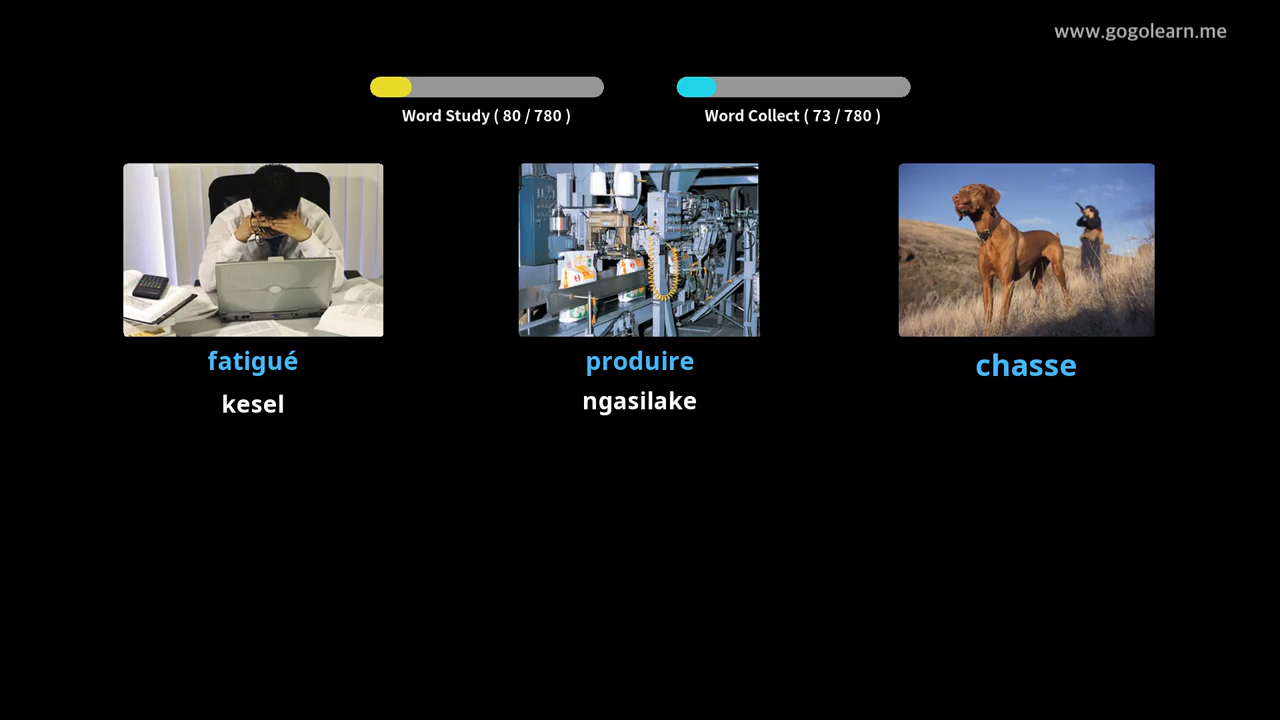 www.gogolearn.me
Word Study ( 80 / 780 )
Word Collect ( 73 / 780 )
fatigué
produire
chasse
kesel
ngasilake